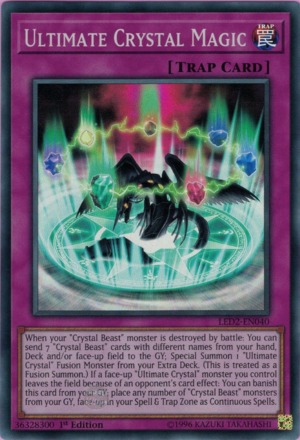 ULTIMATE CRYSTAL MAGIC
TRAP
罠
[TRAP CARD]
LED2-EN040
When your "Crystal Beast" monster is destroyed by battle: You can
send 7 "Crystal Beast" cards with different names from your hand,
Deck and/or face-up field to the GY; Special Summon 1 "Ultimate
Crystal" Fusion Monster from your Extra Deck. (This is treated as a
Fusion Summon.) If a face-up "Ultimate Crystal" monster you control
leaves the field because of an opponent's card effect: You can banish
this card from your GY; place any number of "Crystal Beast" monsters
from your GY, face-up in your Spell & Trap Zone as Continuous Spells.
36328300 1st Edition ©1996 KAZUKI TAKAHASHI